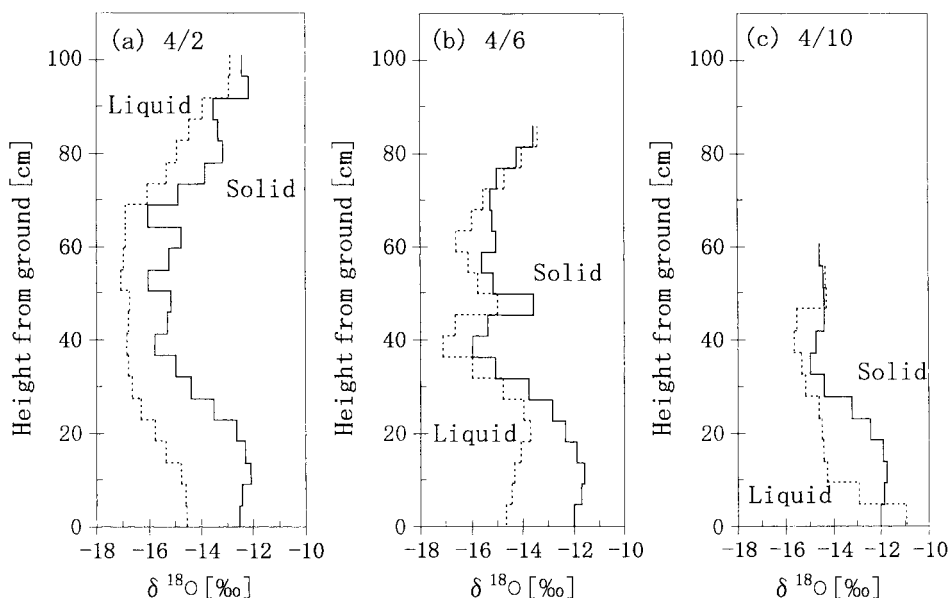 (a) 4/2
Height from ground [cm]
100
80
60
40
20
0
Liquid
Solid
-18 -16 -14 -12 -10
δ ¹⁸O[‰]
(b) 4/6
Height from ground [cm]
100
80
60
40
20
0
Solid
Liquid
-18 -16 -14 -12 -10
δ ¹⁸O[‰]
(c) 4/10
Height from ground [cm]
100
80
60
40
20
0
Solid
Liquid
-18 -16 -14 -12 -10
δ ¹⁸O[‰]